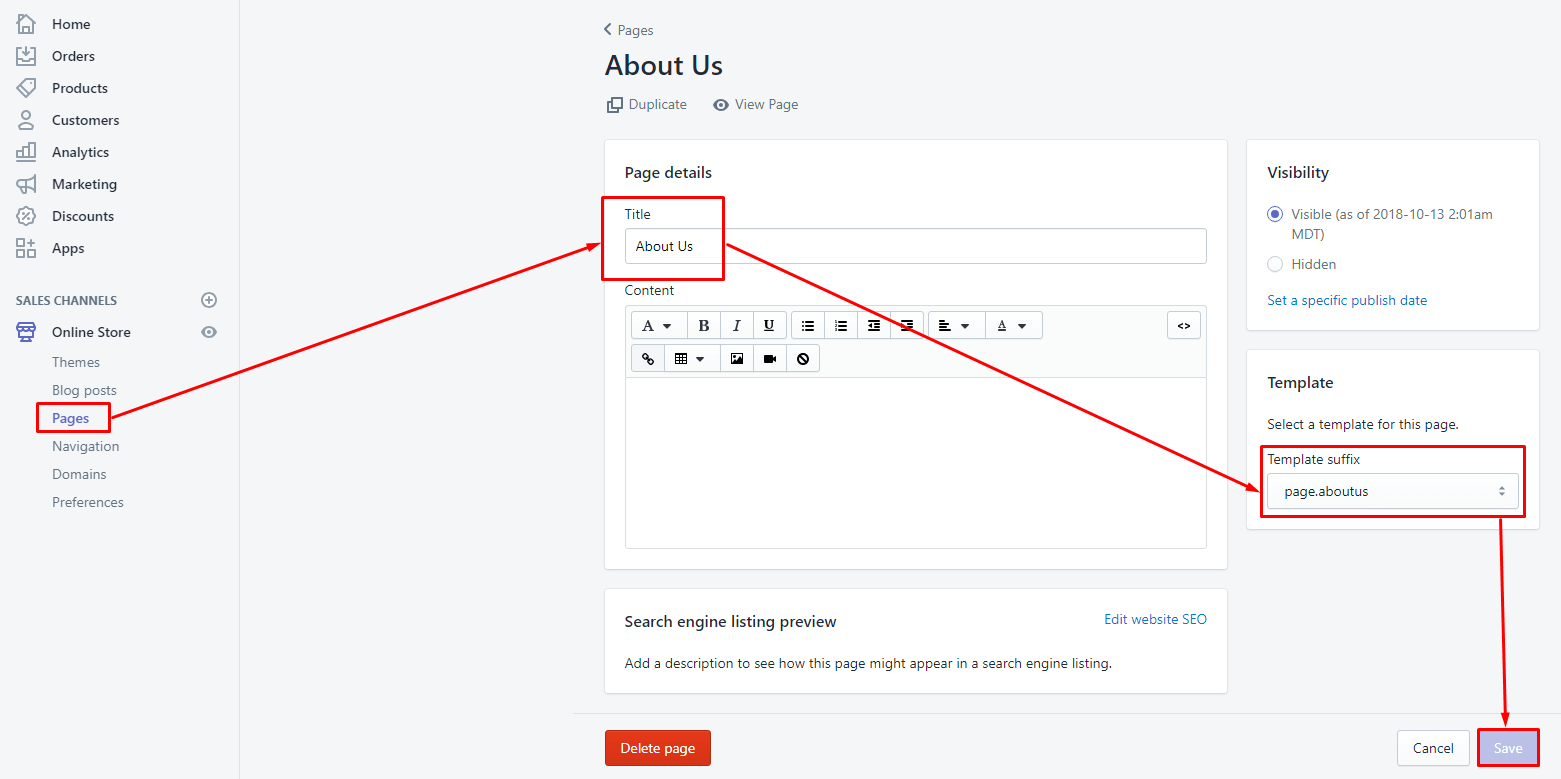 Home
Orders
Products
Customers
Analytics
Marketing
Discounts
Apps
SALES CHANNELS
Online Store
Themes
Blog posts
Pages
Navigation
Domains
Preferences
Pages
About Us
Duplicate View Page
Page details
Title
About Us
Content
A B I U A <>
Search engine listing preview Edit website SEO
Add a description to see how this page might appear in a search engine listing.
Visibility
Visible (as of 2018-10-13 2:01am
MDT)
Hidden
Set a specific publish date
Template
Select a template for this page.
Template suffix
page.aboutus
Delete page Cancel Save